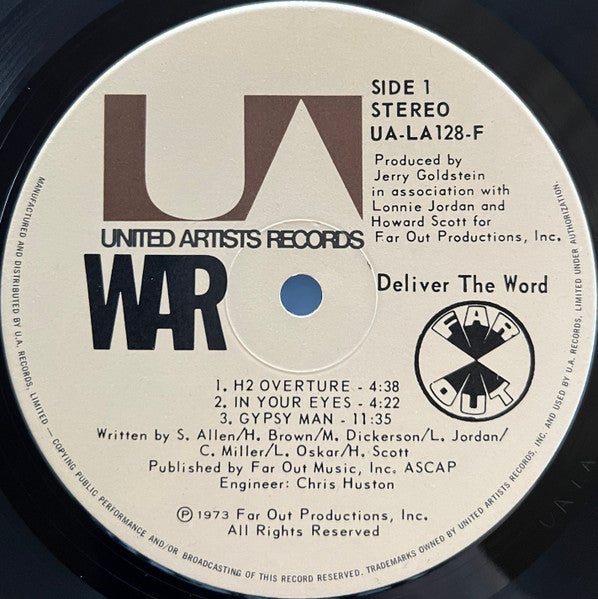 UA
SIDE 1
STEREO
UA-LA128-F
Produced by
Jerry Goldstein
in association with
Lonnie Jordan and
Howard Scott for
Far Out Productions, Inc.
UNITED ARTISTS RECORDS
WAR
Deliver The Word
FAR
OUT
1. H2 OVERTURE - 4:38
2. IN YOUR EYES - 4:22
3. GYPSY MAN - 11:35
Written by S. Allen/H. Brown/M. Dickerson/L. Jordan/
C. Miller/L. Oskar/H. Scott
Published by Far Out Music, Inc. ASCAP
Engineer: Chris Huston
Ⓟ 1973 Far Out Productions, Inc.
All Rights Reserved
MANUFACTURED AND DISTRIBUTED BY U.A. RECORDS, LIMITED — COPYING PUBLIC PERFORMANCE AND/OR BROADCASTING OF THIS RECORD RESERVED. TRADEMARKS OWNED BY UNITED ARTISTS RECORDS, INC. AND USED BY U.A. RECORDS, LIMITED UNDER AUTHORIZATION.